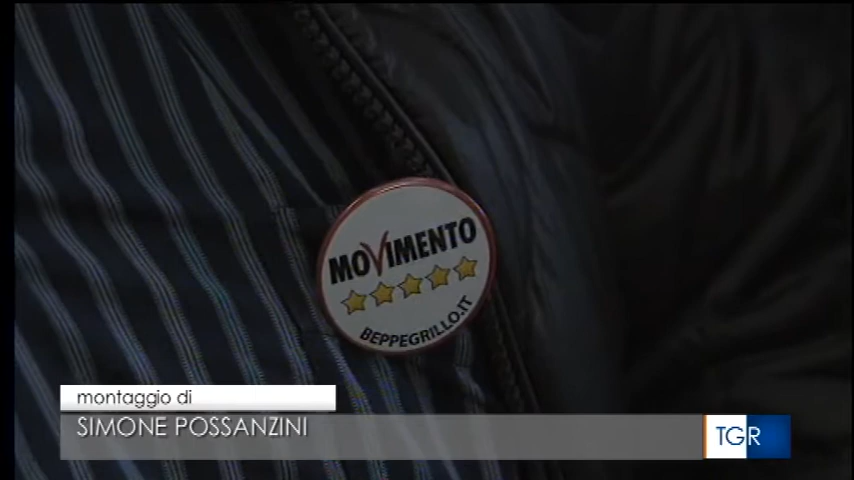 MOVIMENTO
BEPPEGRILLO.IT
montaggio di
SIMONE POSSANZINI
TGR